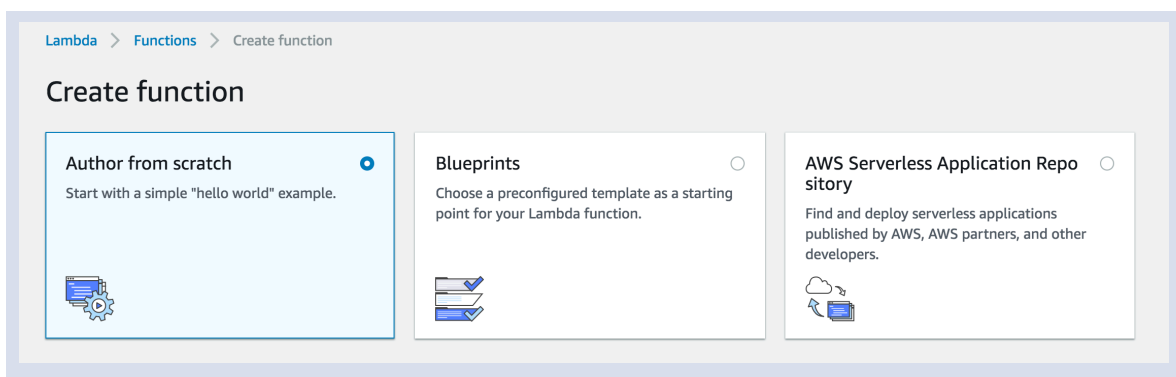 Lambda > Functions > Create function
Create function
Author from scratch
Start with a simple "hello world" example.
Blueprints
Choose a preconfigured template as a starting
point for your Lambda function.
AWS Serverless Application Repo
sitory
Find and deploy serverless applications
published by AWS, AWS partners, and other
developers.